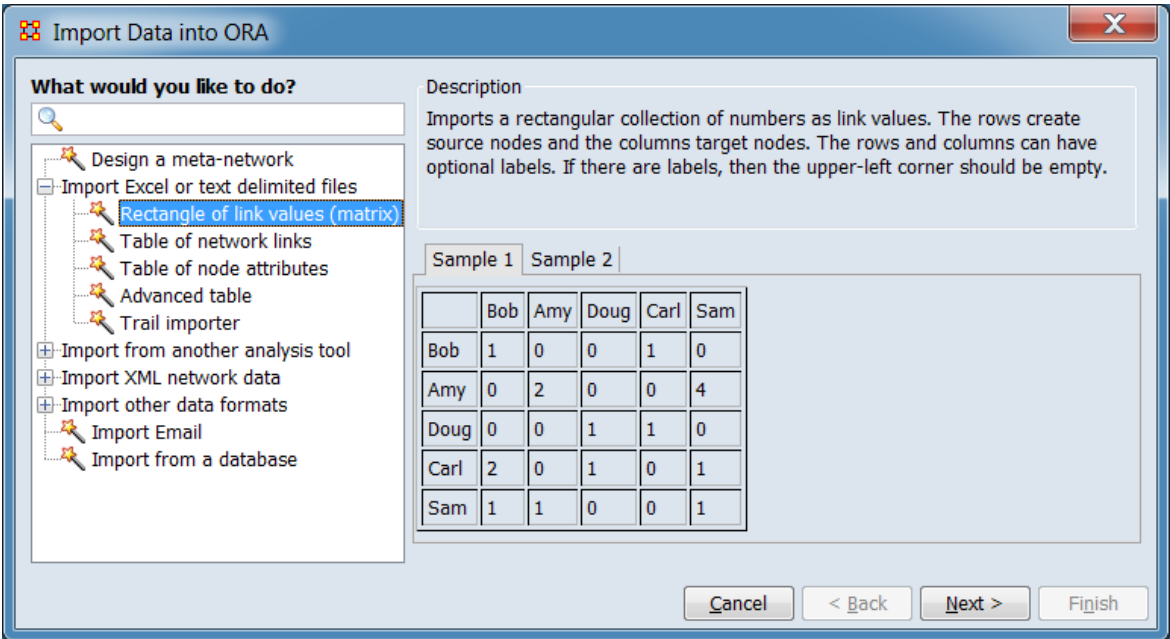 Import Data into ORA
What would you like to do?
Design a meta-network
Import Excel or text delimited files
Rectangle of link values (matrix)
Table of network links
Table of node attributes
Advanced table
Trail importer
Import from another analysis tool
Import XML network data
Import other data formats
Import Email
Import from a database
Description
Imports a rectangular collection of numbers as link values. The rows create
source nodes and the columns target nodes. The rows and columns can have
optional labels. If there are labels, then the upper-left corner should be empty.
Sample 1 Sample 2
Bob Amy Doug Carl Sam
Bob 1 0 0 1 0
Amy 0 2 0 0 4
Doug 0 0 1 1 0
Carl 2 0 1 0 1
Sam 1 1 0 0 1
Cancel < Back Next > Finish